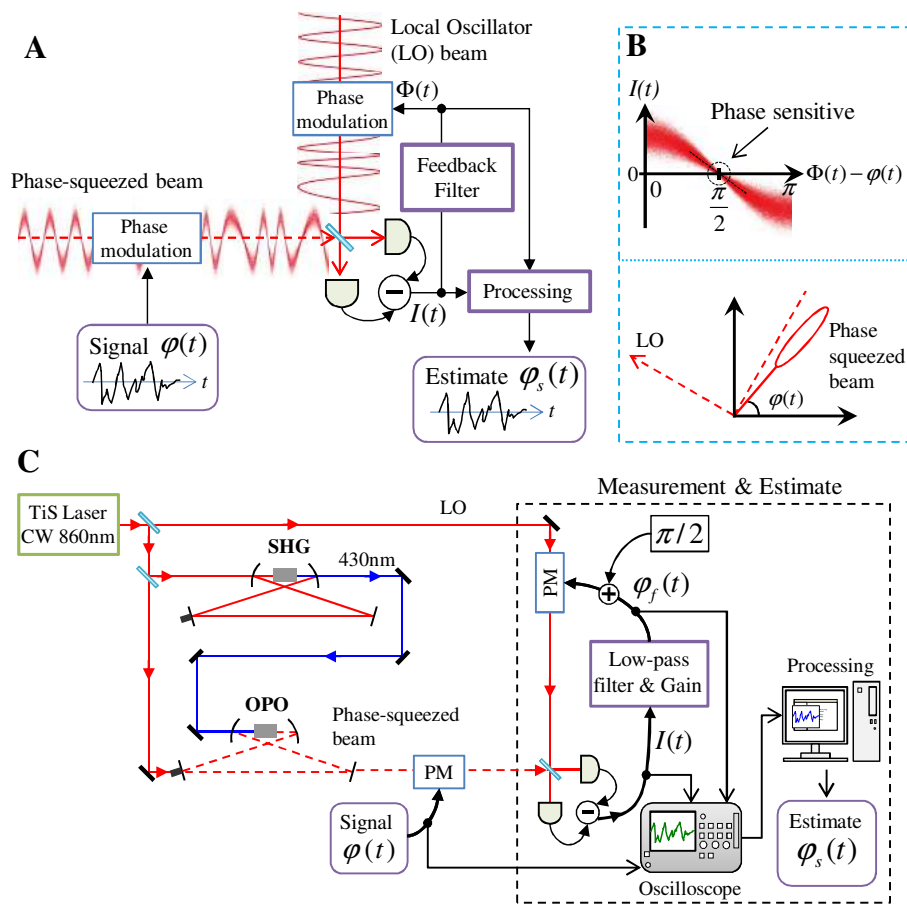 A
Local Oscillator
(LO) beam
Φ(t)
Phase
modulation
Feedback
Filter
Phase-squeezed beam
Phase
modulation
−
I(t)
Processing
Signal φ(t)
t
Estimate φs(t)
t
B
I(t)
Phase sensitive
0
0
π/2
π
Φ(t) − φ(t)
LO
Phase
squeezed
beam
φ(t)
C
Measurement & Estimate
TiS Laser
CW 860nm
LO
SHG
430nm
π/2
PM
+
φf(t)
Low-pass
filter & Gain
Processing
OPO
Phase-squeezed
beam
I(t)
PM
−
Signal
φ(t)
Oscilloscope
Estimate
φs(t)